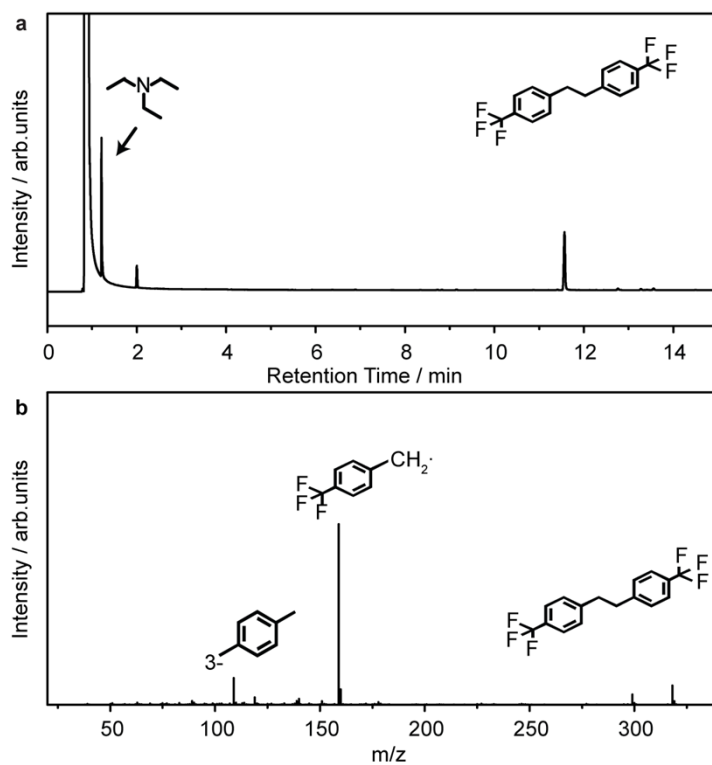 a
N
F
F
F
F
F
F
Intensity / arb.units
0 2 4 6 8 10 12 14
Retention Time / min
b
CH2·
F
F
F
F
F
F
3-
F
F
F
Intensity / arb.units
50 100 150 200 250 300
m/z